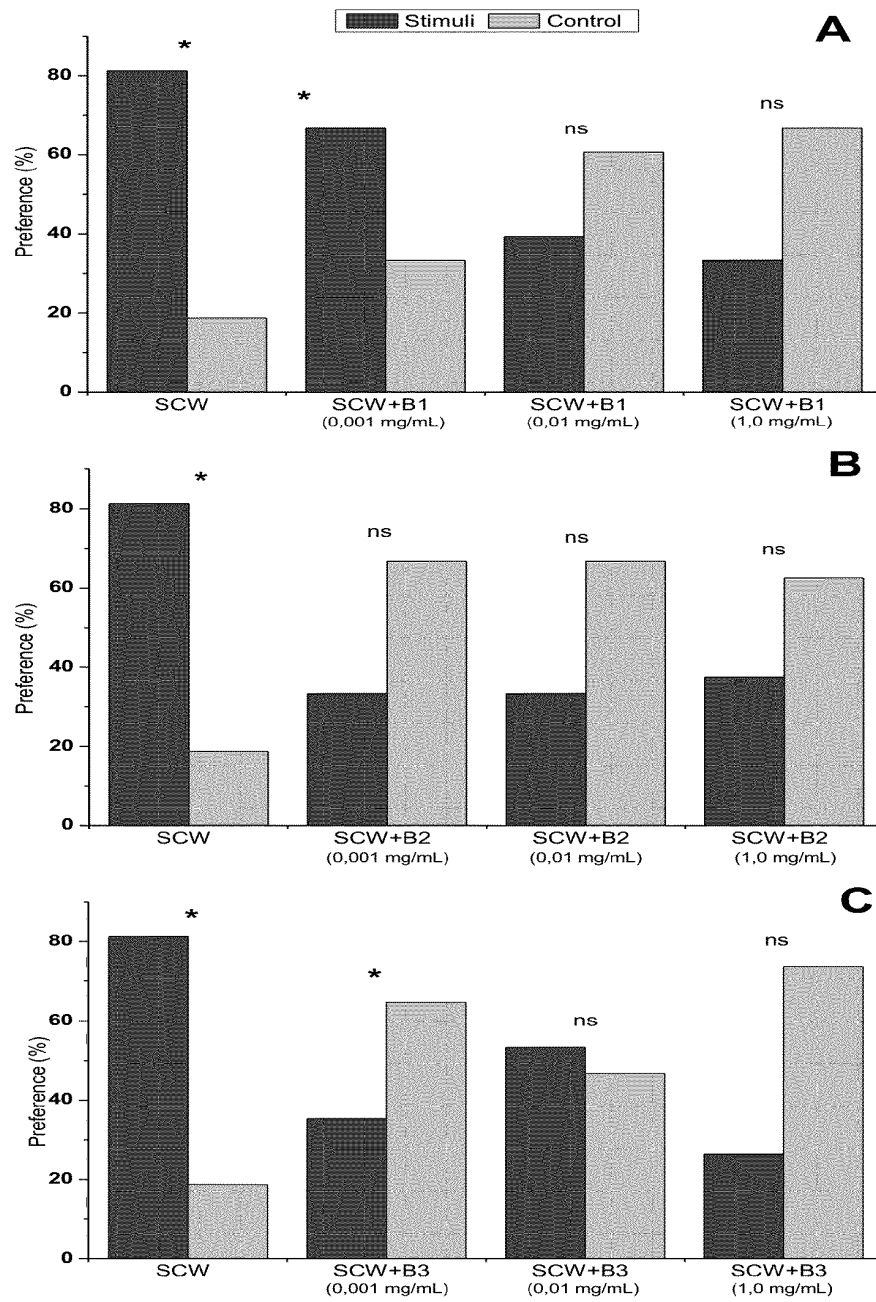 Stimuli Control
A
* * ns ns
80
60
40
20
0
Preference (%)
SCW SCW+B1 SCW+B1 SCW+B1
(0,001 mg/mL) (0,01 mg/mL) (1,0 mg/mL)
B
* ns ns ns
80
60
40
20
0
Preference (%)
SCW SCW+B2 SCW+B2 SCW+B2
(0,001 mg/mL) (0,01 mg/mL) (1,0 mg/mL)
C
* * ns ns
80
60
40
20
0
Preference (%)
SCW SCW+B3 SCW+B3 SCW+B3
(0,001 mg/mL) (0,01 mg/mL) (1,0 mg/mL)